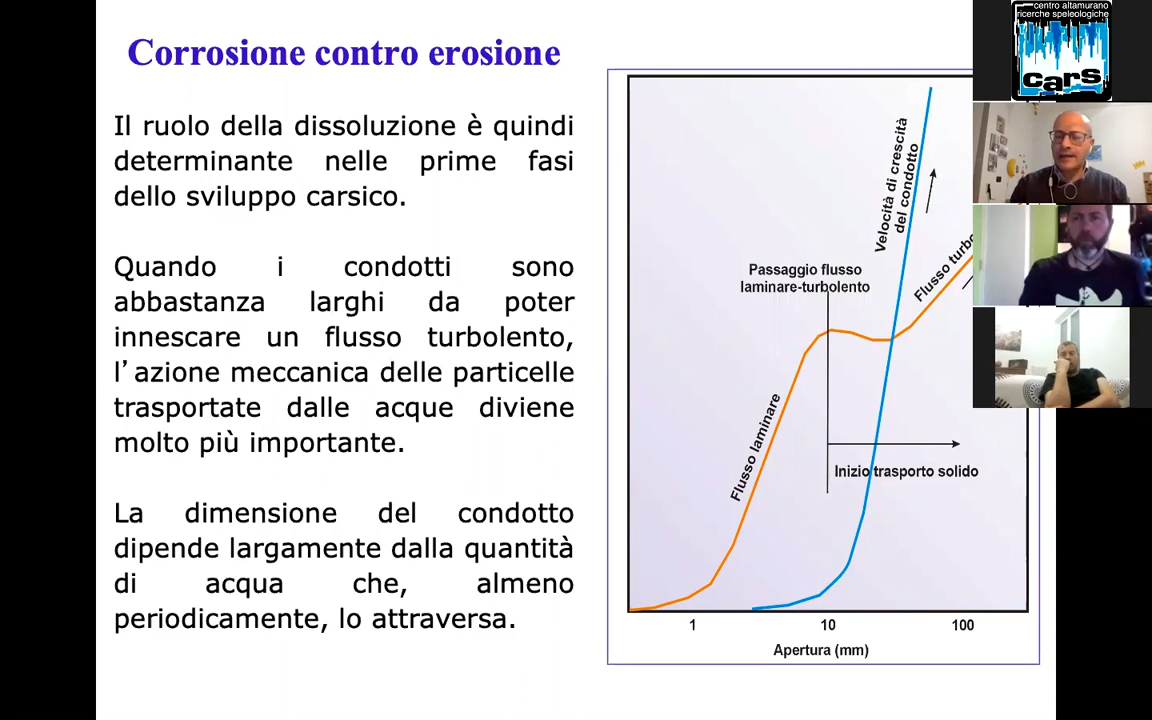 Corrosione contro erosione
Il ruolo della dissoluzione è quindi
determinante nelle prime fasi
dello sviluppo carsico.
Quando i condotti sono
abbastanza larghi da poter
innescare un flusso turbolento,
l’azione meccanica delle particelle
trasportate dalle acque diviene
molto più importante.
La dimensione del condotto
dipende largamente dalla quantità
di acqua che, almeno
periodicamente, lo attraversa.
Velocità di crescità
del condotto
Passaggio flusso
laminare-turbolento
Flusso turbo
Flusso laminare
Inizio trasporto solido
1 10 100
Apertura (mm)
centro altamurano
ricerche speleologiche
cars